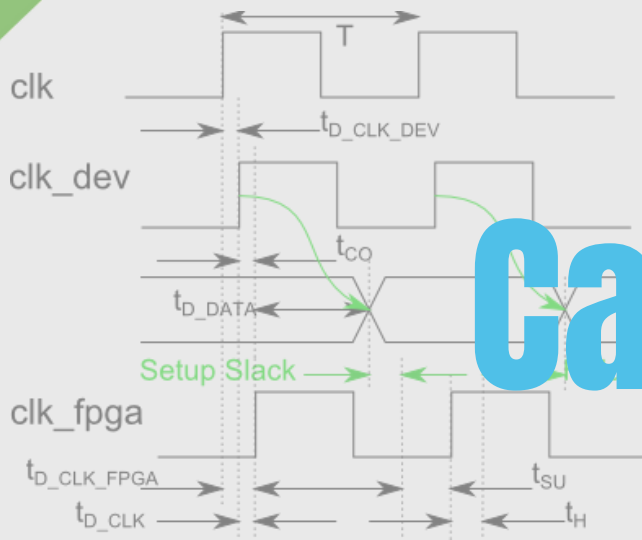 T
clk
tD_CLK_DEV
clk_dev
tCO
tD_DATA
Ca
Setup Slack
clk_fpga
tD_CLK_FPGA
tSU
tD_CLK
tH